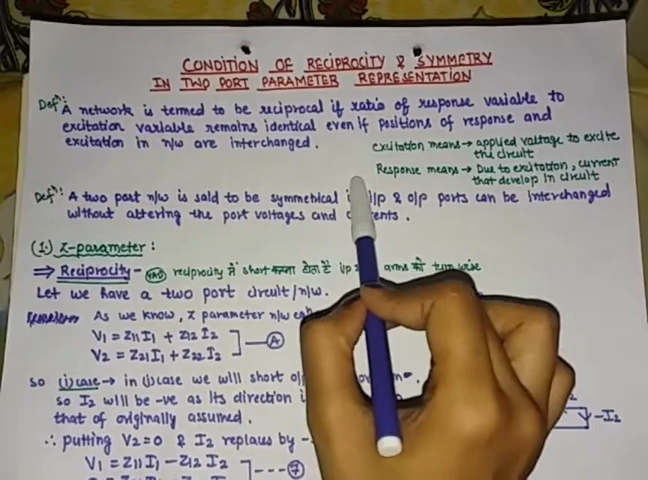 CONDITION OF RECIPROCITY & SYMMETRY
IN TWO PORT PARAMETER REPRESENTATION
Defⁿ: A network is termed to be reciprocal if ratio of response variable to
excitation variable remains identical even if positions of response and
excitation in n/w are interchanged.
Excitation means → applied voltage to excite
the circuit
Response means → Due to excitation, current
that develop in circuit
Defⁿ: A two port n/w is said to be symmetrical i/p & o/p ports can be interchanged
without altering the port voltages and
(1.) Z-parameter:
⇒ Reciprocity - reciprocity में short करना होता है i/p arms को turn wise
Let we have a two port circuit/n/w.
As we know, z parameter n/w
V1 = Z11 I1 + Z12 I2
V2 = Z21 I1 + Z22 I2
A
so (i) case → in (i) case we will short
so I2 will be -ve as its direction
that of originally assumed.
-I2
∴ putting V2=0 & I2 replaces by -
V1 = Z11 I1 - Z12 I2